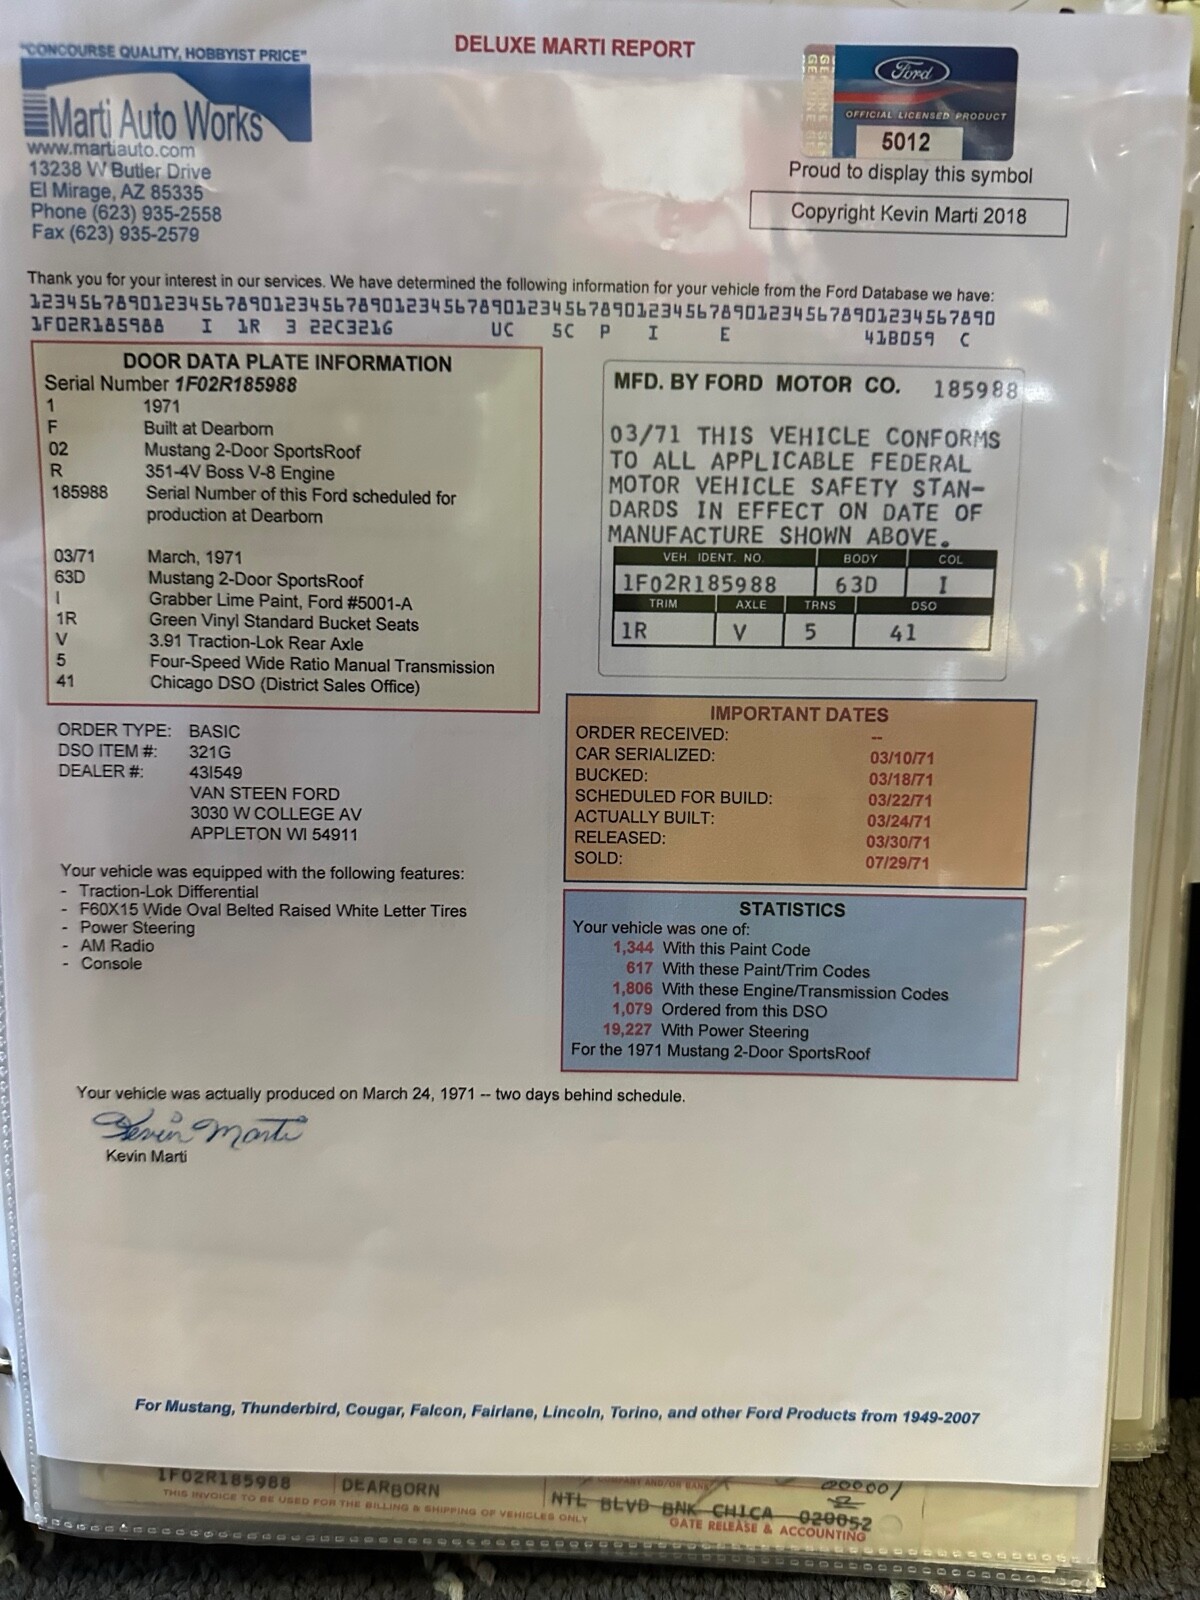 DELUXE MARTI REPORT
"CONCOURSE QUALITY, HOBBYIST PRICE"
Marti Auto Works
www.martiauto.com
13238 W Butler Drive
El Mirage, AZ 85335
Phone (623) 935-2558
Fax (623) 935-2579
Ford
OFFICIAL LICENSED PRODUCT
5012
Proud to display this symbol
Copyright Kevin Marti 2018
Thank you for your interest in our services. We have determined the following information for your vehicle from the Ford Database we have:
12345678901234567890123456789012345678901234567890123456789012345678901234567890
1F02R185988 I 1R 3 22C321G UC 5C P I E 41B059 C
DOOR DATA PLATE INFORMATION
Serial Number 1F02R185988
1 1971
F Built at Dearborn
02 Mustang 2-Door SportsRoof
R 351-4V Boss V-8 Engine
185988 Serial Number of this Ford scheduled for
production at Dearborn
03/71 March, 1971
63D Mustang 2-Door SportsRoof
I Grabber Lime Paint, Ford #5001-A
1R Green Vinyl Standard Bucket Seats
V 3.91 Traction-Lok Rear Axle
5 Four-Speed Wide Ratio Manual Transmission
41 Chicago DSO (District Sales Office)
MFD. BY FORD MOTOR CO. 185988
03/71 THIS VEHICLE CONFORMS
TO ALL APPLICABLE FEDERAL
MOTOR VEHICLE SAFETY STAN-
DARDS IN EFFECT ON DATE OF
MANUFACTURE SHOWN ABOVE.
VEH. IDENT. NO. BODY COL
1F02R185988 63D I
TRIM AXLE TRNS DSO
1R V 5 41
ORDER TYPE: BASIC
DSO ITEM #: 321G
DEALER #: 43I549
VAN STEEN FORD
3030 W COLLEGE AV
APPLETON WI 54911
IMPORTANT DATES
ORDER RECEIVED: --
CAR SERIALIZED: 03/10/71
BUCKED: 03/18/71
SCHEDULED FOR BUILD: 03/22/71
ACTUALLY BUILT: 03/24/71
RELEASED: 03/30/71
SOLD: 07/29/71
Your vehicle was equipped with the following features:
- Traction-Lok Differential
- F60X15 Wide Oval Belted Raised White Letter Tires
- Power Steering
- AM Radio
- Console
STATISTICS
Your vehicle was one of:
1,344 With this Paint Code
617 With these Paint/Trim Codes
1,806 With these Engine/Transmission Codes
1,079 Ordered from this DSO
19,227 With Power Steering
For the 1971 Mustang 2-Door SportsRoof
Your vehicle was actually produced on March 24, 1971 -- two days behind schedule.
Kevin Marti
Kevin Marti
For Mustang, Thunderbird, Cougar, Falcon, Fairlane, Lincoln, Torino, and other Ford Products from 1949-2007
1F02R185988 DEARBORN
THIS INVOICE TO BE USED FOR THE BILLING & SHIPPING OF VEHICLES ONLY
NTL BLVD BNK CHICA 020052
GATE RELEASE & ACCOUNTING